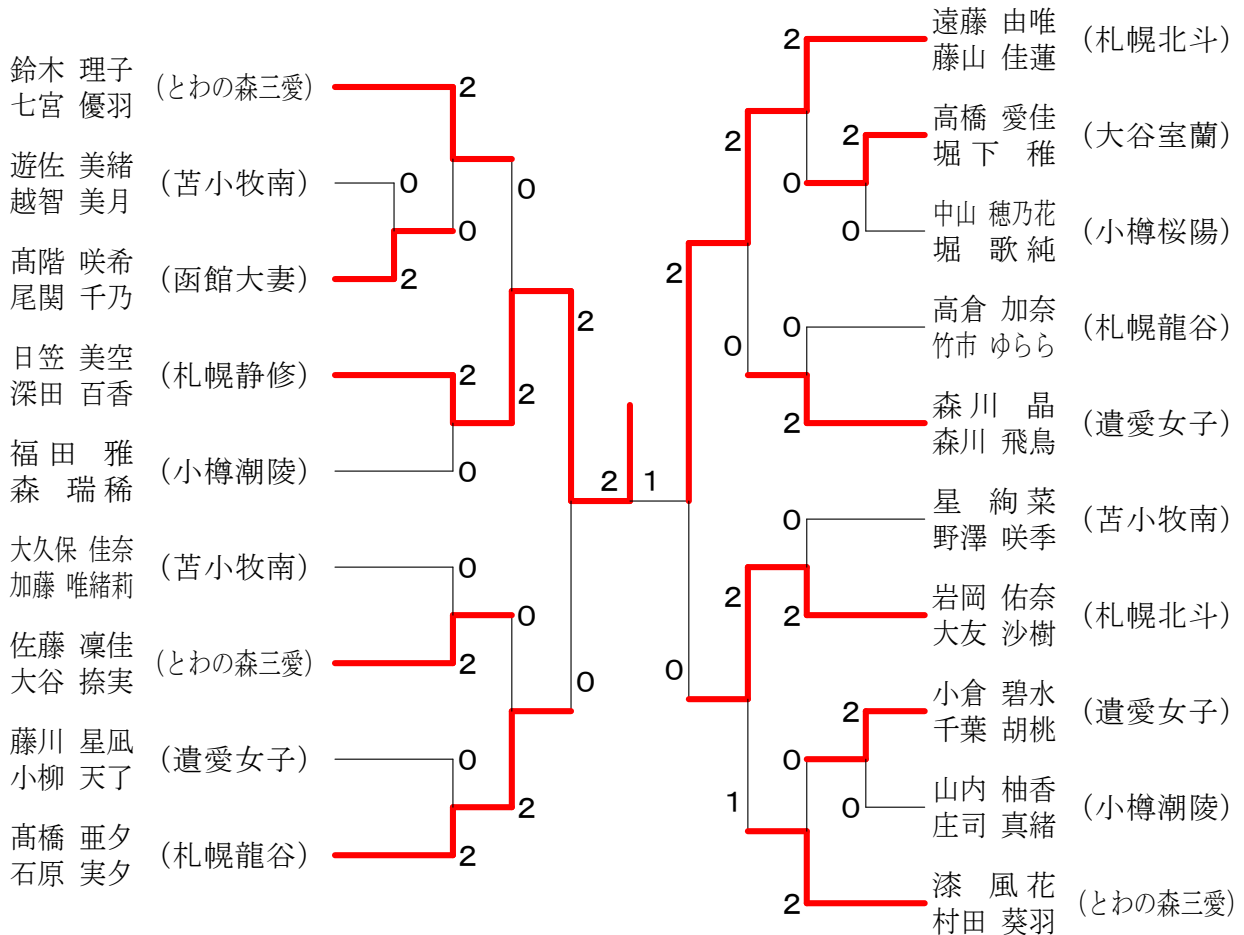 鈴木 理子
七宮 優羽
(とわの森三愛)
2
遊佐 美緒
越智 美月
(苫小牧南)
0
髙階 咲希
尾関 千乃
(函館大妻)
2
0
0
日笠 美空
深田 百香
(札幌静修)
2
福田 雅
森 瑞稀
(小樽潮陵)
0
2
2
大久保 佳奈
加藤 唯緒莉
(苫小牧南)
0
佐藤 凜佳
大谷 捺実
(とわの森三愛)
2
0
藤川 星凪
小柳 天了
(遺愛女子)
0
髙橋 亜夕
石原 実夕
(札幌龍谷)
2
2
0
2 1
遠藤 由唯
藤山 佳蓮
(札幌北斗)
2
高橋 愛佳
堀下 稚
(大谷室蘭)
2
中山 穂乃花
堀 歌純
(小樽桜陽)
0
0
2
高倉 加奈
竹市 ゆらら
(札幌龍谷)
0
森川 晶
森川 飛鳥
(遺愛女子)
2
0
2
星 絢菜
野澤 咲季
(苫小牧南)
0
岩岡 佑奈
大友 沙樹
(札幌北斗)
2
2
小倉 碧水
千葉 胡桃
(遺愛女子)
2
山内 柚香
庄司 真緒
(小樽潮陵)
0
0
漆 風花
村田 葵羽
(とわの森三愛)
2
1
0